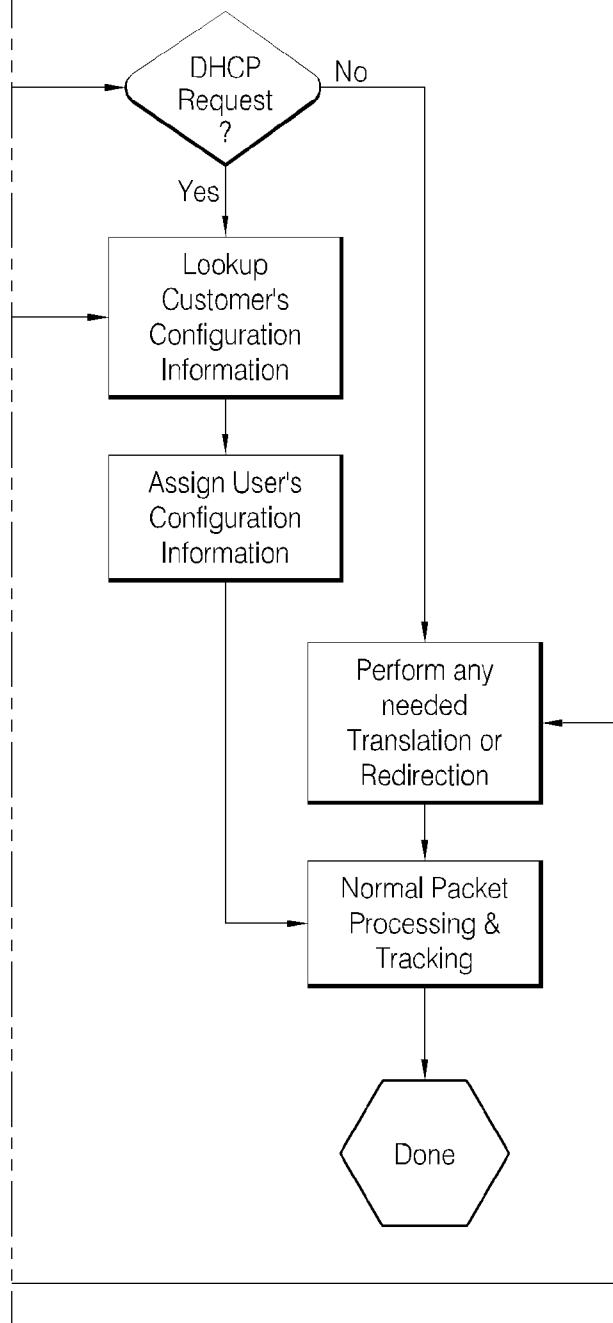 DHCP
Request
?
No
Yes
Lookup
Customer's
Configuration
Information
Assign User's
Configuration
Information
Perform any
needed
Translation or
Redirection
Normal Packet
Processing &
Tracking
Done